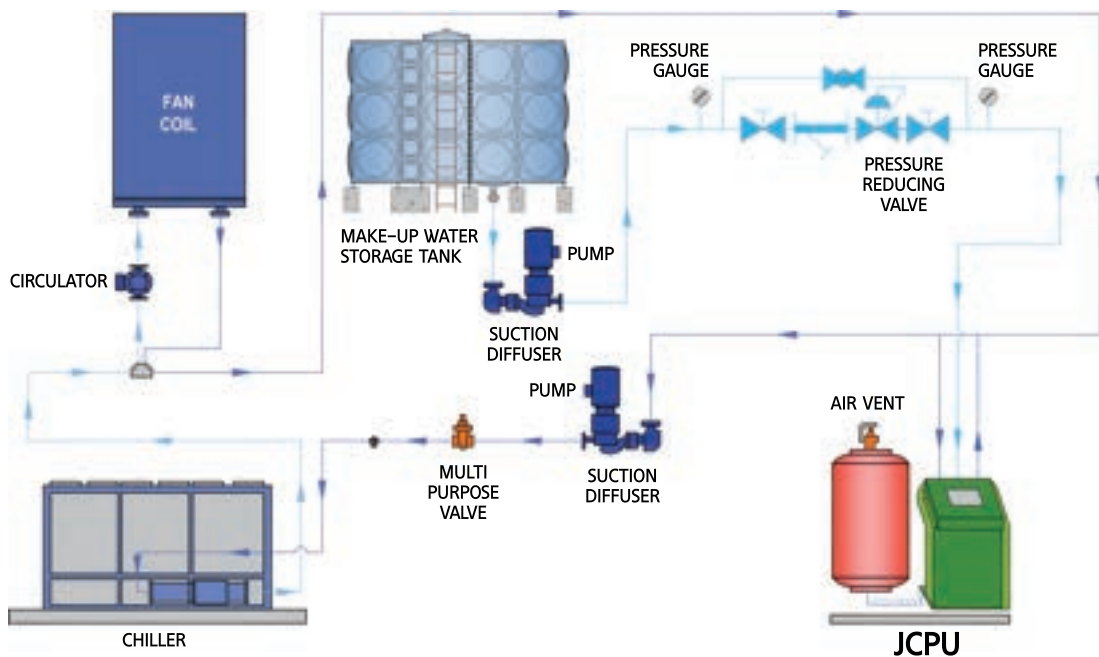 FAN
COIL
PRESSURE
GAUGE
PRESSURE
GAUGE
PRESSURE
REDUCING
VALVE
MAKE-UP WATER
STORAGE TANK
PUMP
CIRCULATOR
SUCTION
DIFFUSER
PUMP
AIR VENT
MULTI
PURPOSE
VALVE
SUCTION
DIFFUSER
CHILLER
JCPU